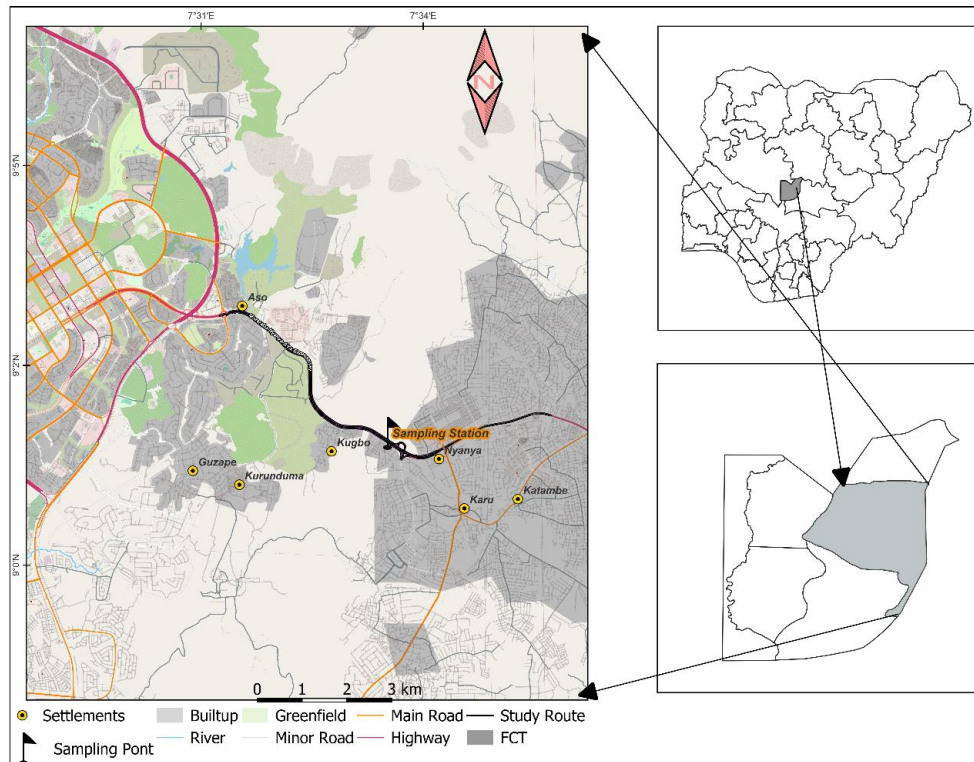 7°31'E
7°34'E
N
9°5'N
Aso
9°2'N
Sampling Station
Kugbo
Nyanya
Guzape
Kurunduma
Katambe
Karu
9°0'N
0 1 2 3 km
Settlements
Builtup
Greenfield
Main Road
Study Route
River
Minor Road
Highway
FCT
Sampling Pont